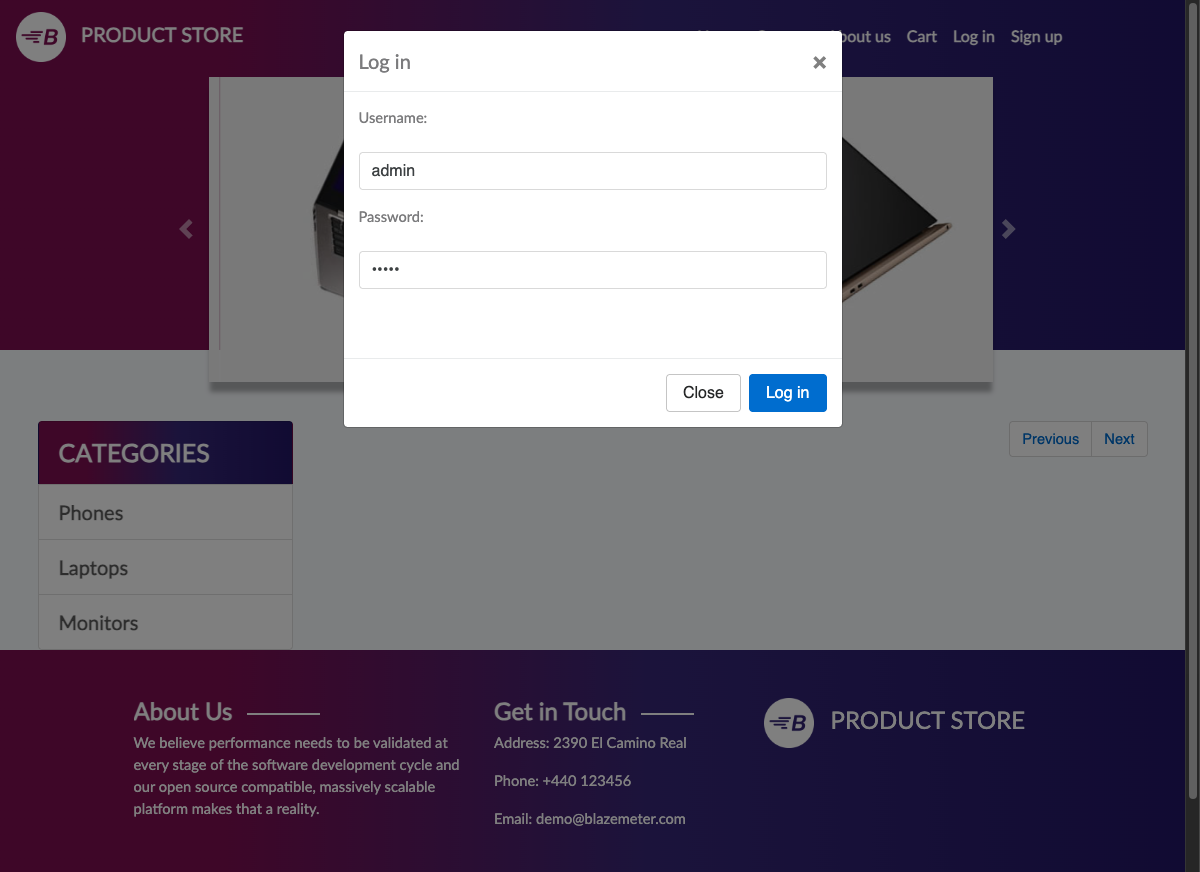 PRODUCT STORE
bout us
Cart
Log in
Sign up
Log in
×
Username:
admin
Password:
•••••
Close
Log in
CATEGORIES
Phones
Laptops
Monitors
Previous
Next
About Us
We believe performance needs to be validated at
every stage of the software development cycle and
our open source compatible, massively scalable
platform makes that a reality.
Get in Touch
Address: 2390 El Camino Real
Phone: +440 123456
Email: demo@blazemeter.com
B PRODUCT STORE